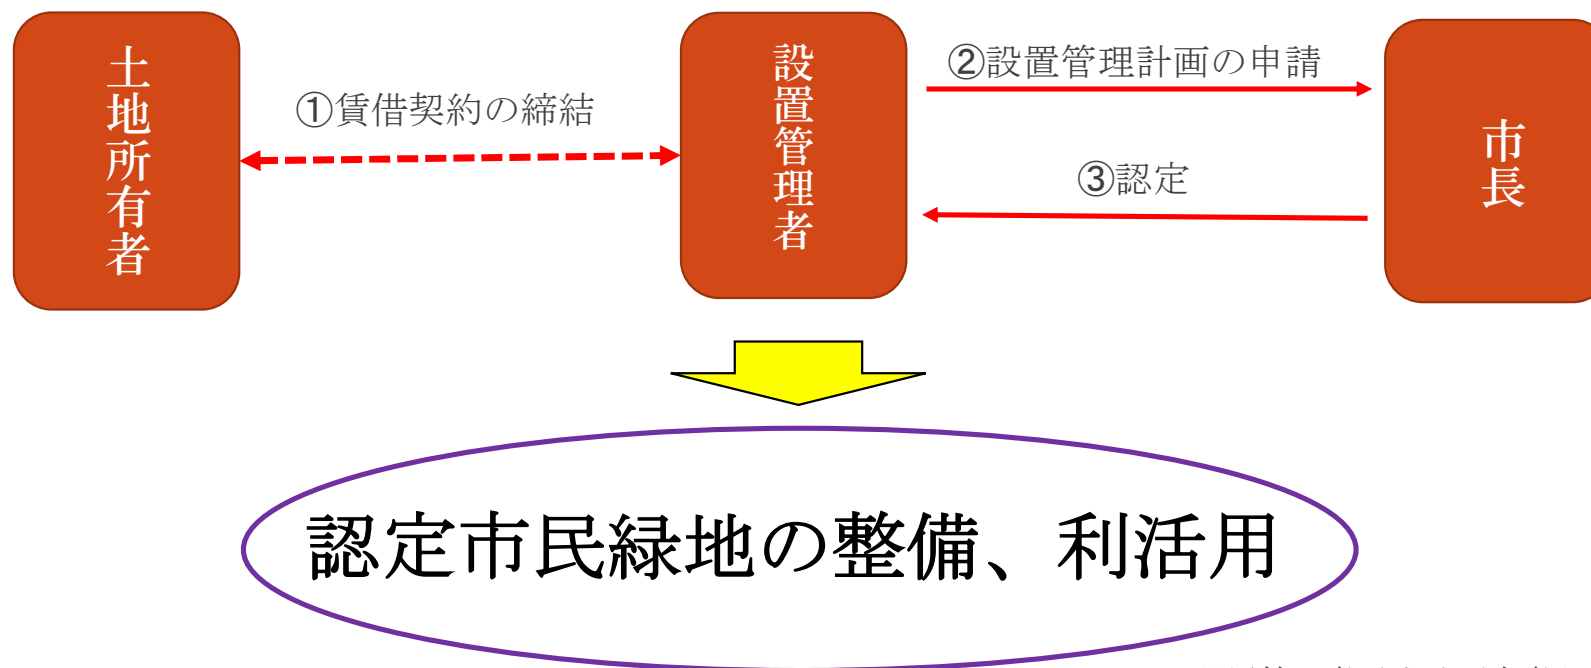 土地所有者
①賃借契約の締結
設置管理者
②設置管理計画の申請
③認定
市長
認定市民緑地の整備、利活用